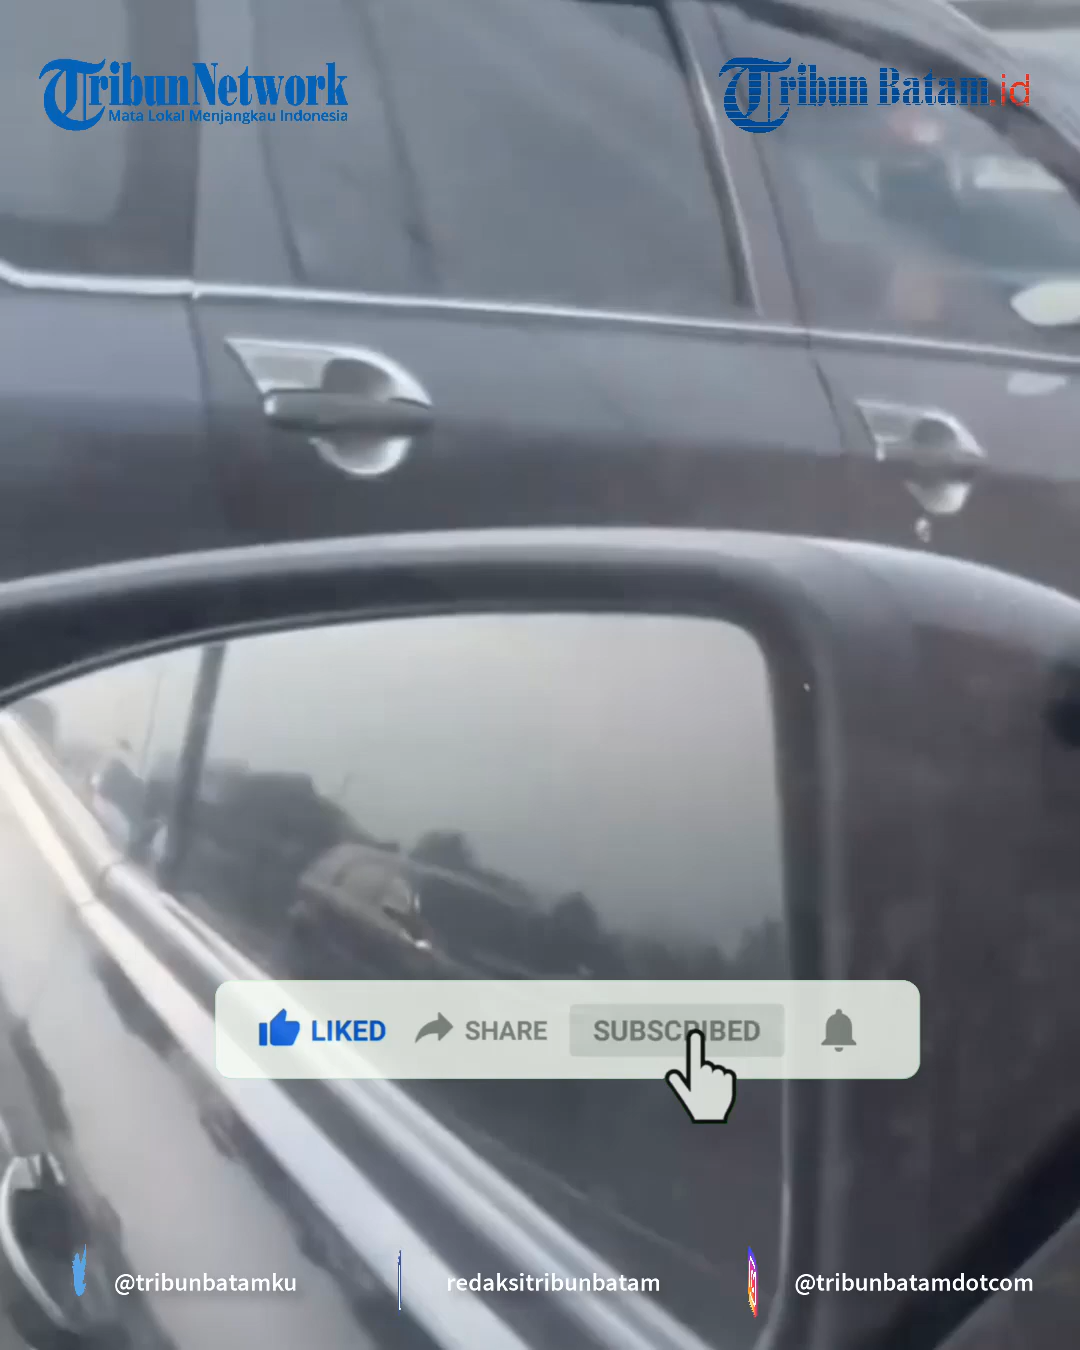 TribunNetwork
Mata Lokal Menjangkau Indonesia
Tribun Batam.id
LIKED
SHARE
SUBSCRIBED
@tribunbatamku
redaksitribunbatam
@tribunbatamdotcom